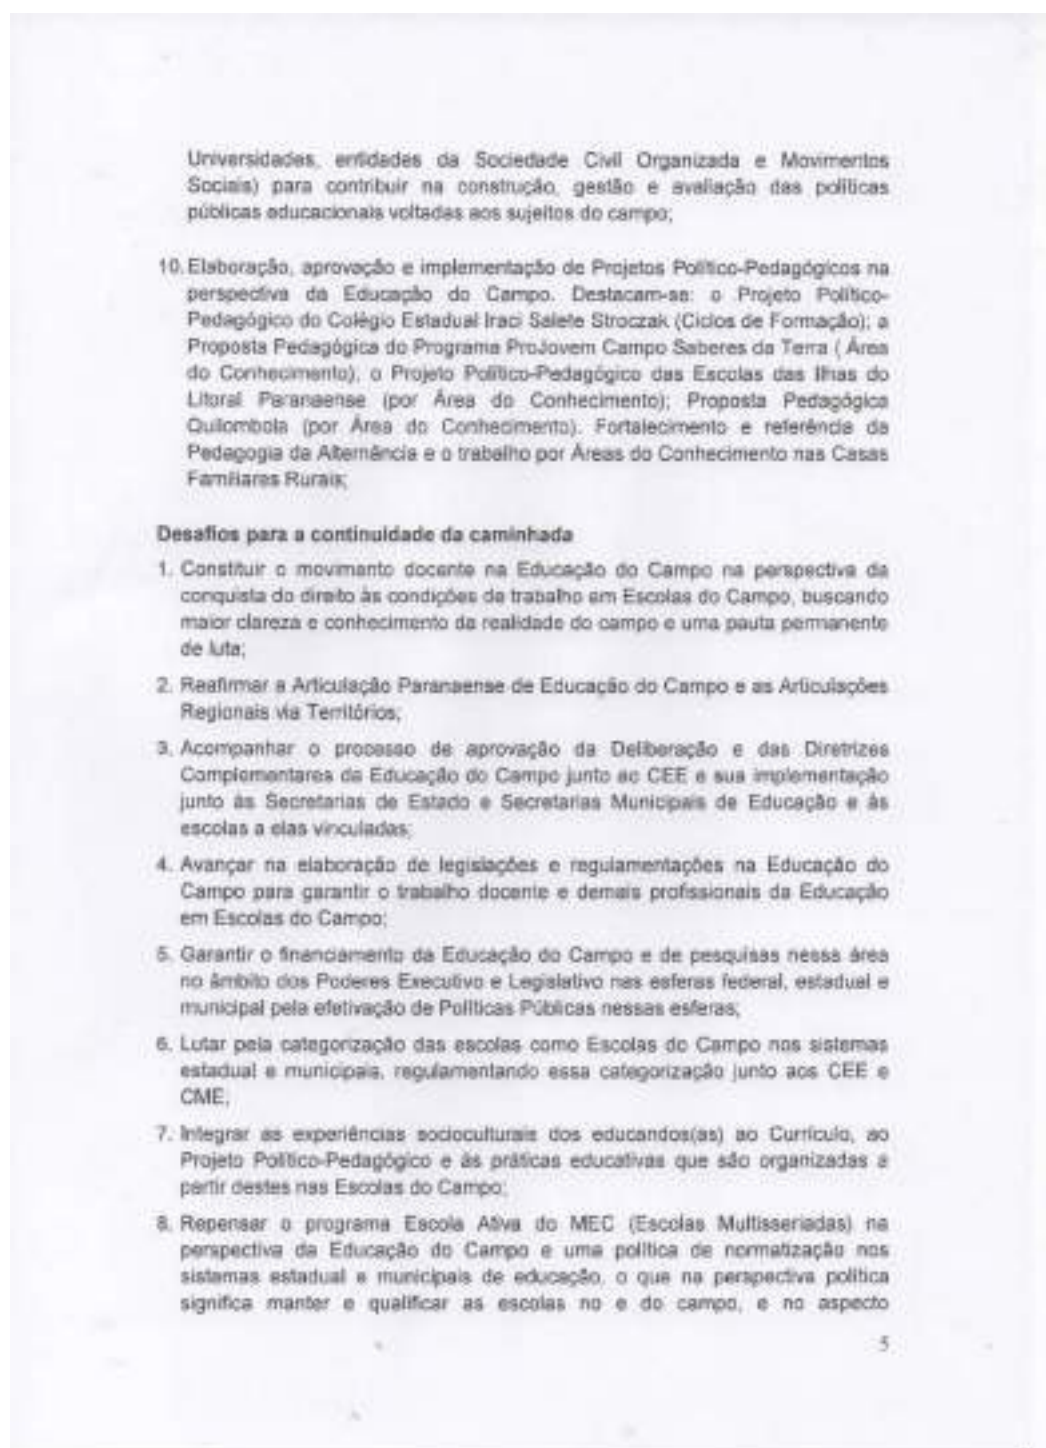 Universidades, entidades da Sociedade Civil Organizada e Movimentos
Sociais) para contribuir na construção, gestão e avaliação das políticas
públicas educacionais voltadas aos sujeitos do campo;
10. Elaboração, aprovação e implementação de Projetos Político-Pedagógicos na
perspectiva da Educação do Campo. Destacam-se: o Projeto Político-
Pedagógico do Colégio Estadual Iraci Salete Strozak (Ciclos de Formação); a
Proposta Pedagógica do Programa ProJovem Campo Saberes da Terra ( Área
do Conhecimento), o Projeto Político-Pedagógico das Escolas das Ilhas do
Litoral Paranaense (por Área do Conhecimento); Proposta Pedagógica
Quilombola (por Área do Conhecimento). Fortalecimento e referência da
Pedagogia da Alternância e o trabalho por Áreas do Conhecimento nas Casas
Familiares Rurais;
Desafios para a continuidade da caminhada
1. Constituir o movimento docente na Educação do Campo na perspectiva da
conquista do direito às condições de trabalho em Escolas do Campo, buscando
maior clareza e conhecimento da realidade do campo e uma pauta permanente
de luta;
2. Reafirmar a Articulação Paranaense de Educação do Campo e as Articulações
Regionais via Territórios;
3. Acompanhar o processo de aprovação da Deliberação e das Diretrizes
Complementares da Educação do Campo junto ao CEE e sua implementação
junto às Secretarias de Estado e Secretarias Municipais de Educação e às
escolas a elas vinculadas;
4. Avançar na elaboração de legislações e regulamentações na Educação do
Campo para garantir o trabalho docente e demais profissionais da Educação
em Escolas do Campo;
5. Garantir o financiamento da Educação do Campo e de pesquisas nessa área
no âmbito dos Poderes Executivo e Legislativo nas esferas federal, estadual e
municipal pela efetivação de Políticas Públicas nessas esferas;
6. Lutar pela categorização das escolas como Escolas do Campo nos sistemas
estadual e municipais, regulamentando essa categorização junto aos CEE e
CME;
7. Integrar as experiências socioculturais dos educandos(as) ao Currículo, ao
Projeto Político-Pedagógico e às práticas educativas que são organizadas a
partir destes nas Escolas do Campo;
8. Repensar o programa Escola Ativa do MEC (Escolas Multisseriadas) na
perspectiva da Educação do Campo e uma política de normatização nos
sistemas estadual e municipais de educação, o que na perspectiva política
significa manter e qualificar as escolas no e do campo, e no aspecto
5